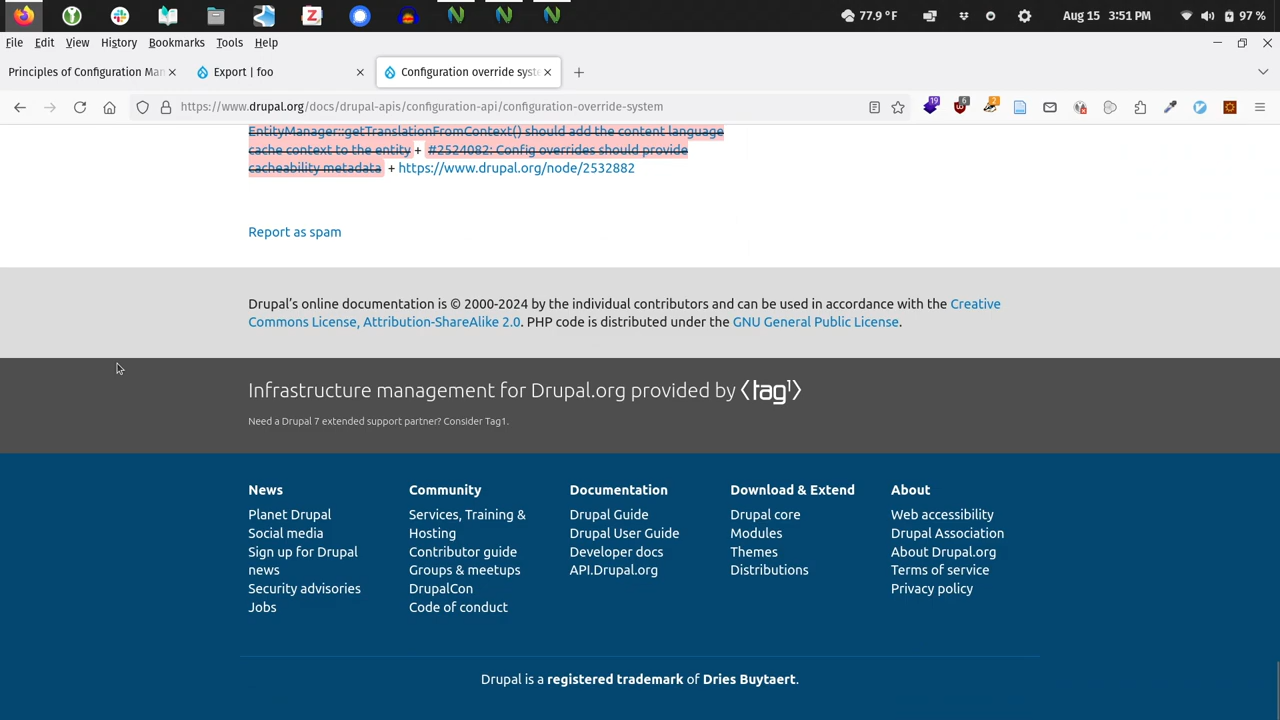 77.9 °F
Aug 15 3:51 PM
97 %
File Edit View History Bookmarks Tools Help
Principles of Configuration Man
Export | foo
Configuration override syst
https://www.drupal.org/docs/drupal-apis/configuration-api/configuration-override-system
19
6
EntityManager::getTranslationFromContext() should add the content language
cache context to the entity + #2524082: Config overrides should provide
cacheability metadata + https://www.drupal.org/node/2532882
Report as spam
Drupal’s online documentation is © 2000-2024 by the individual contributors and can be used in accordance with the Creative
Commons License, Attribution-ShareAlike 2.0. PHP code is distributed under the GNU General Public License.
Infrastructure management for Drupal.org provided by ⟨tag1⟩
Need a Drupal 7 extended support partner? Consider Tag1.
News
Planet Drupal
Social media
Sign up for Drupal
news
Security advisories
Jobs
Community
Services, Training &
Hosting
Contributor guide
Groups & meetups
DrupalCon
Code of conduct
Documentation
Drupal Guide
Drupal User Guide
Developer docs
API.Drupal.org
Download & Extend
Drupal core
Modules
Themes
Distributions
About
Web accessibility
Drupal Association
About Drupal.org
Terms of service
Privacy policy
Drupal is a registered trademark of Dries Buytaert.